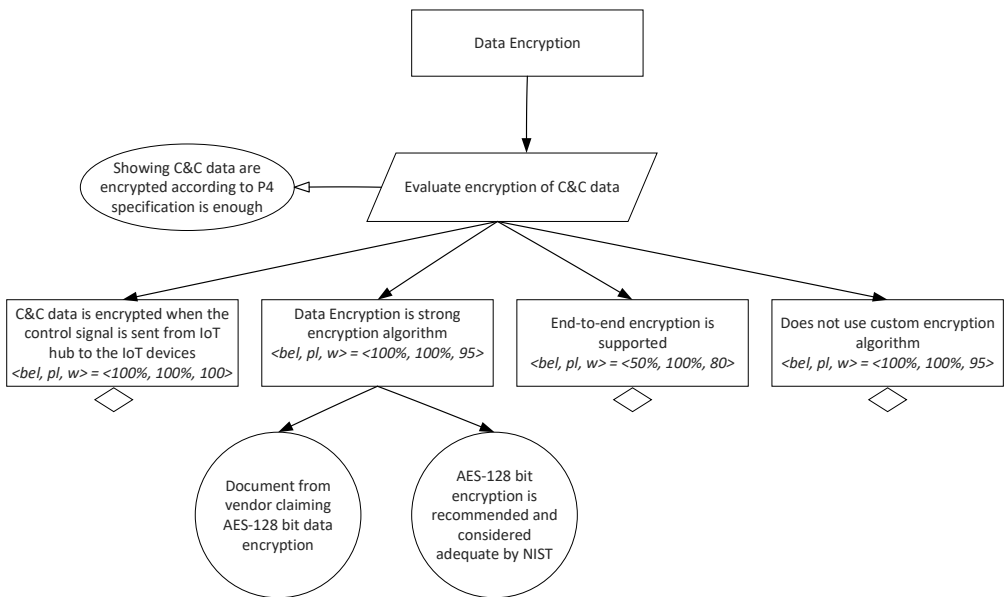 Data Encryption
Showing C&C data are
encrypted according to P4
specification is enough
Evaluate encryption of C&C data
C&C data is encrypted when the
control signal is sent from IoT
hub to the IoT devices
<bel, pl, w> = <100%, 100%, 100>
Data Encryption is strong
encryption algorithm
<bel, pl, w> = <100%, 100%, 95>
End-to-end encryption is
supported
<bel, pl, w> = <50%, 100%, 80>
Does not use custom encryption
algorithm
<bel, pl, w> = <100%, 100%, 95>
Document from
vendor claiming
AES-128 bit data
encryption
AES-128 bit
encryption is
recommended and
considered
adequate by NIST